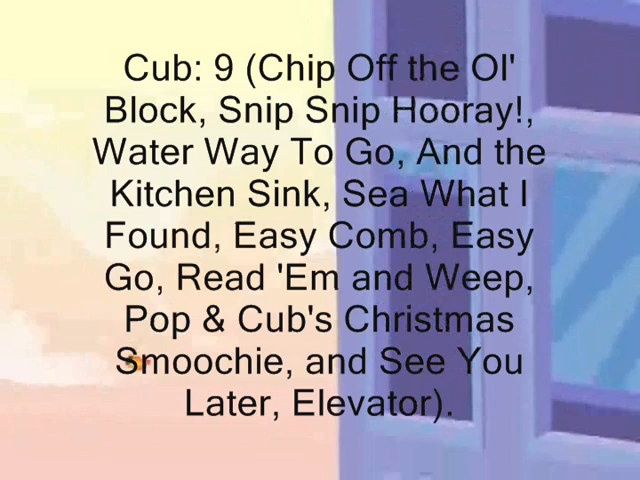 Cub: 9 (Chip Off the Ol'
Block, Snip Snip Hooray!,
Water Way To Go, And the
Kitchen Sink, Sea What I
Found, Easy Comb, Easy
Go, Read 'Em and Weep,
Pop & Cub's Christmas
Smoochie, and See You
Later, Elevator).